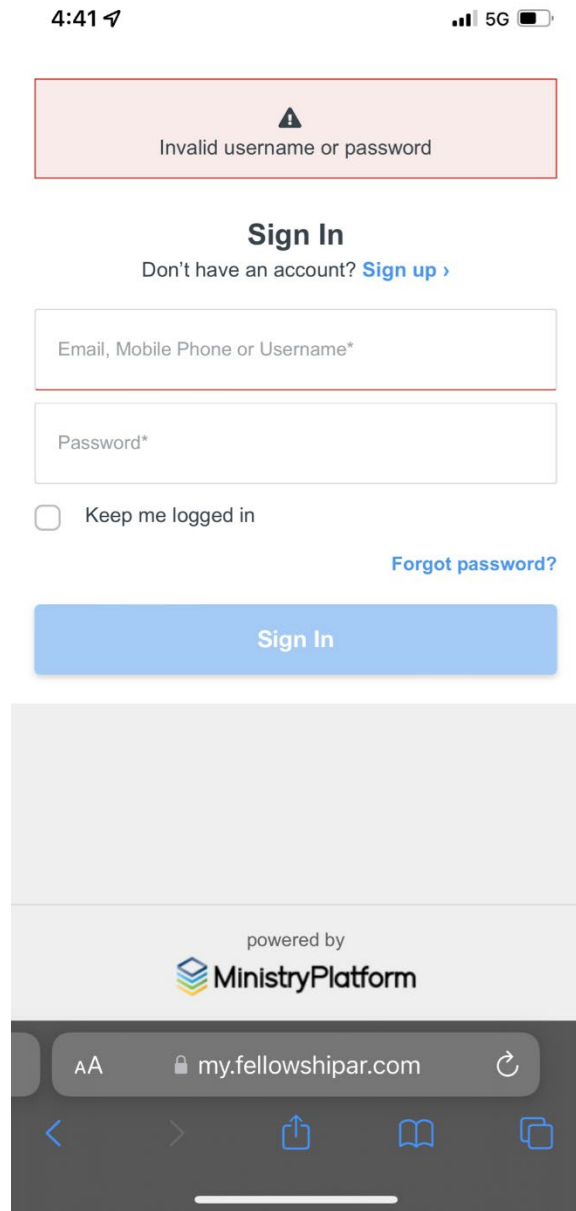 4:41
5G
Invalid username or password
Sign In
Don't have an account? Sign up ›
Email, Mobile Phone or Username*
Password*
Keep me logged in
Forgot password?
Sign In
powered by
MinistryPlatform
AA my.fellowshipar.com